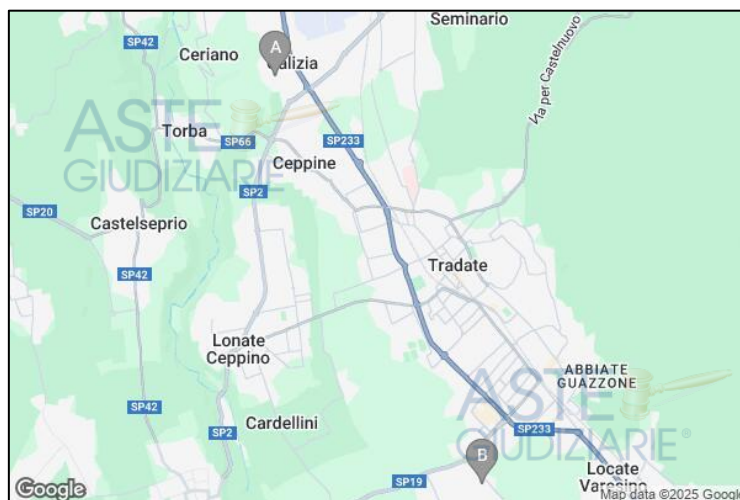 Seminario
SP42
Ceriano
A
Galizia
Via per Castelnuovo
ASTE
GIUDIZIARIE
Torba
SP66
SP233
Ceppine
SP2
SP20
Castelseprio
SP42
Tradate
Lonate
Ceppino
ABBIATE
GUAZZONE
ASTE
GIUDIZIARIE®
SP42
Cardellini
SP2
SP233
B
SP19
Locate
Varesino
Google
Map data ©2025 Google